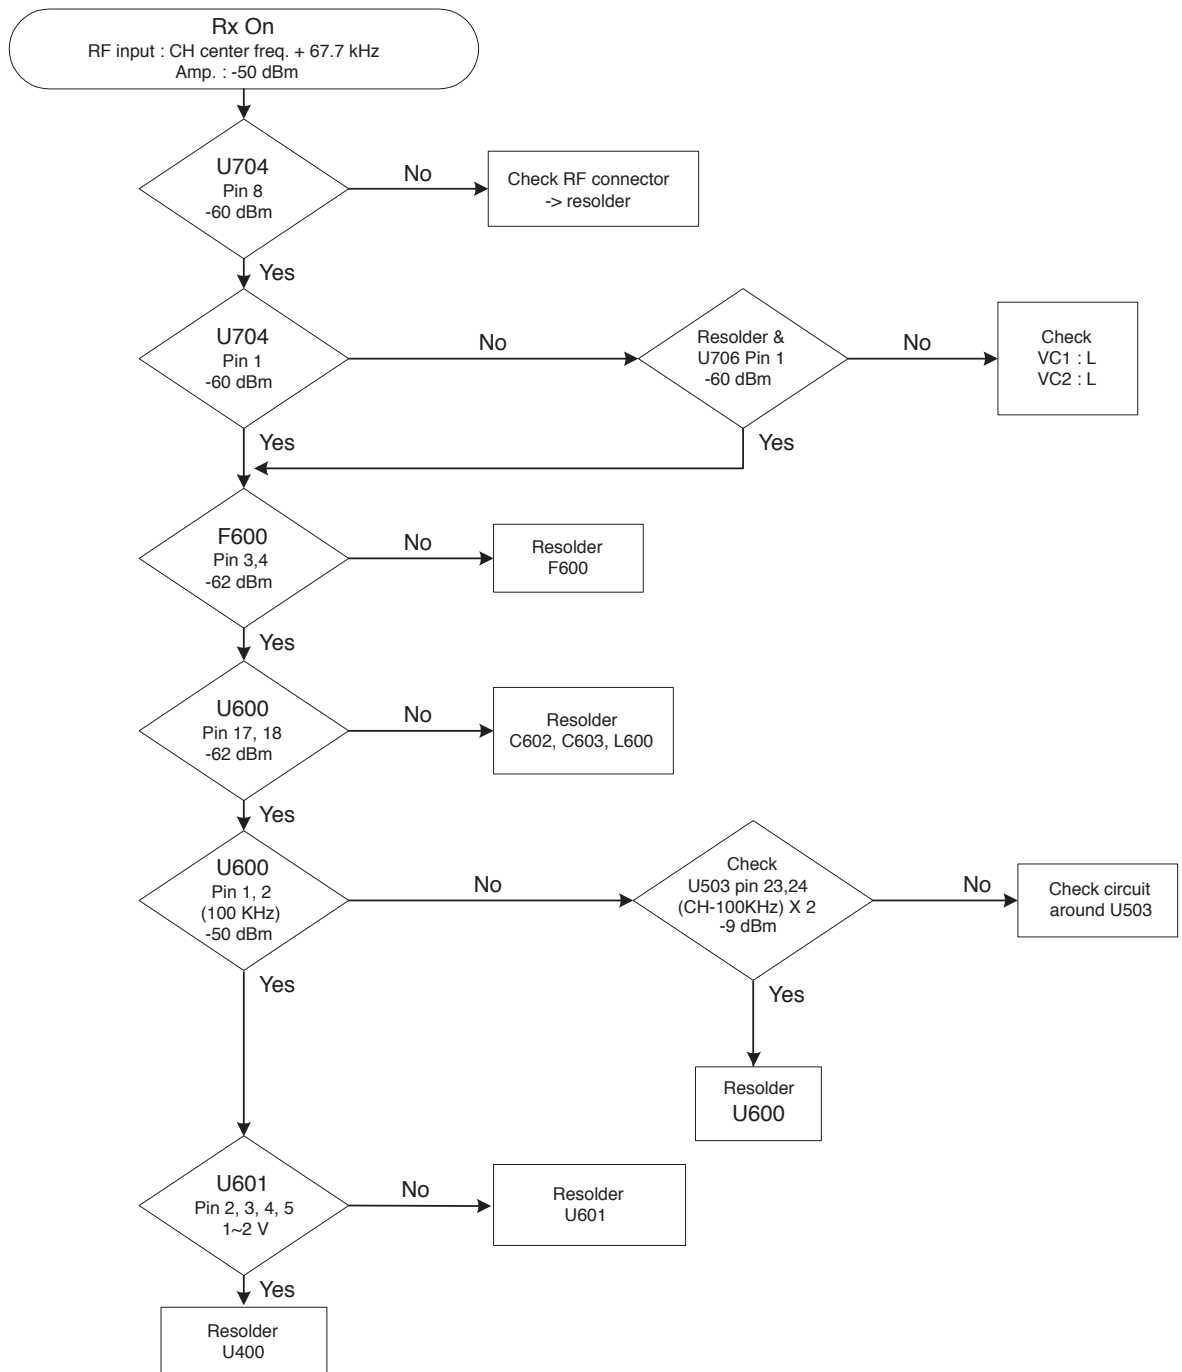 Rx On
RF input : CH center freq. + 67.7 kHz
Amp. : -50 dBm
U704
Pin 8
-60 dBm
No
Check RF connector
-> resolder
Yes
U704
Pin 1
-60 dBm
No
Resolder &
U706 Pin 1
-60 dBm
No
Check
VC1 : L
VC2 : L
Yes
Yes
F600
Pin 3,4
-62 dBm
No
Resolder
F600
Yes
U600
Pin 17, 18
-62 dBm
No
Resolder
C602, C603, L600
Yes
U600
Pin 1, 2
(100 KHz)
-50 dBm
No
Check
U503 pin 23,24
(CH-100KHz) X 2
-9 dBm
No
Check circuit
around U503
Yes
Yes
Resolder
U600
U601
Pin 2, 3, 4, 5
1~2 V
No
Resolder
U601
Yes
Resolder
U400